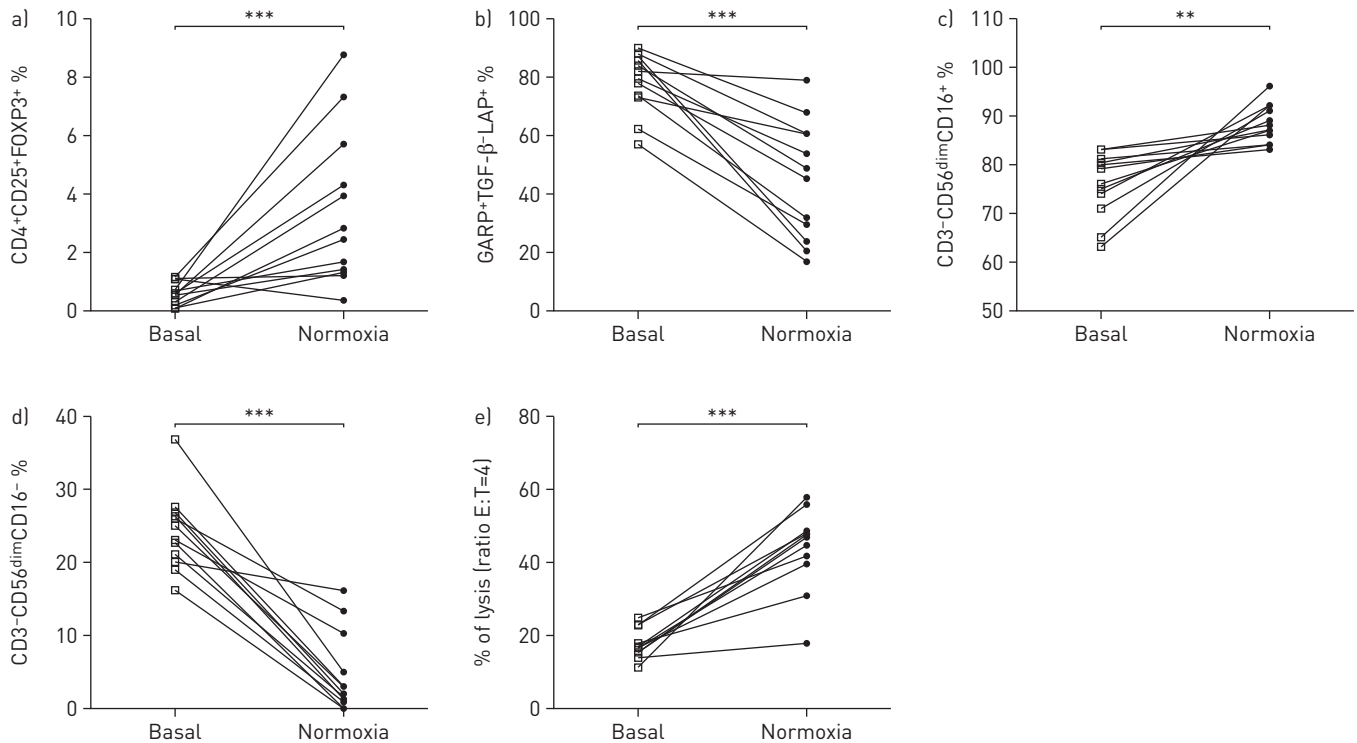 a)
***
CD4⁺CD25⁺FOXP3⁺ %
10
8
6
4
2
0
Basal
Normoxia
b)
***
GARP⁺TGF-β-LAP⁺ %
100
80
60
40
20
0
Basal
Normoxia
c)
**
CD3⁻CD56ᵈⁱᵐCD16⁺ %
110
100
90
80
70
60
50
Basal
Normoxia
d)
***
CD3⁻CD56ᵈⁱᵐCD16⁻ %
40
30
20
10
0
Basal
Normoxia
e)
***
% of lysis (ratio E:T=4)
80
60
40
20
0
Basal
Normoxia